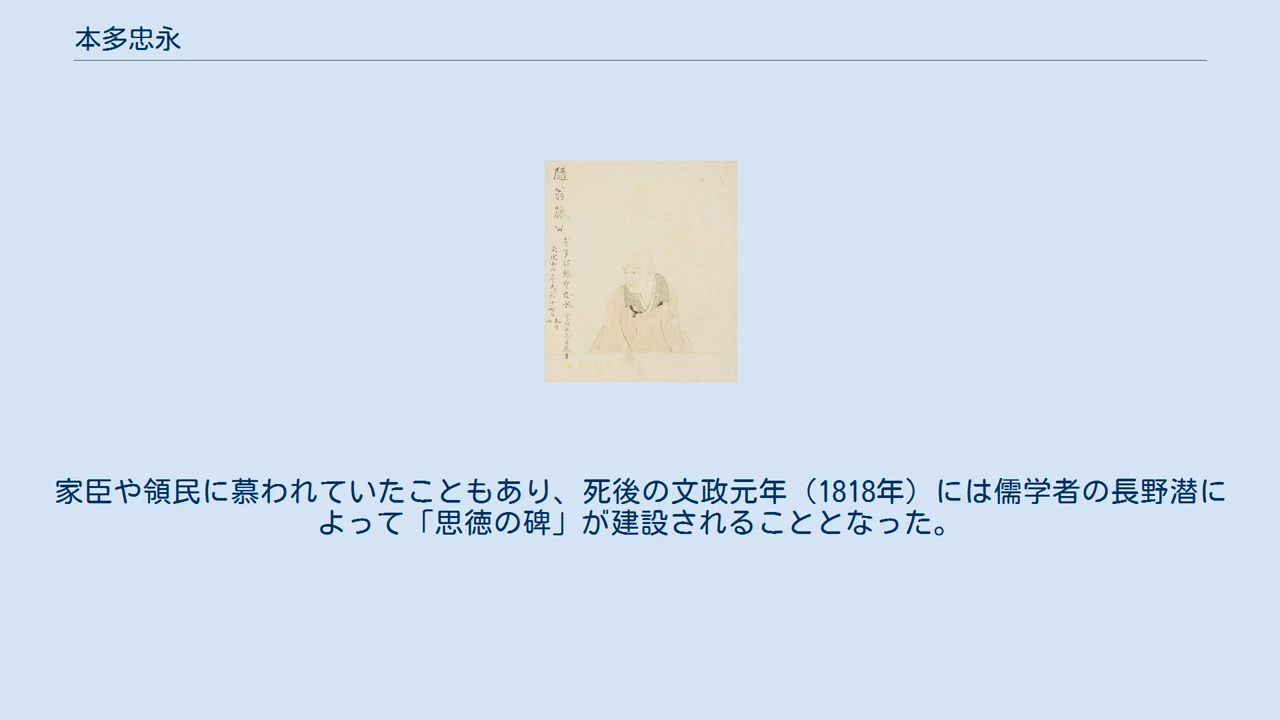 本多忠永
家臣や領民に慕われていたこともあり、死後の文政元年（1818年）には儒学者の長野潜に
よって「思徳の碑」が建設されることとなった。